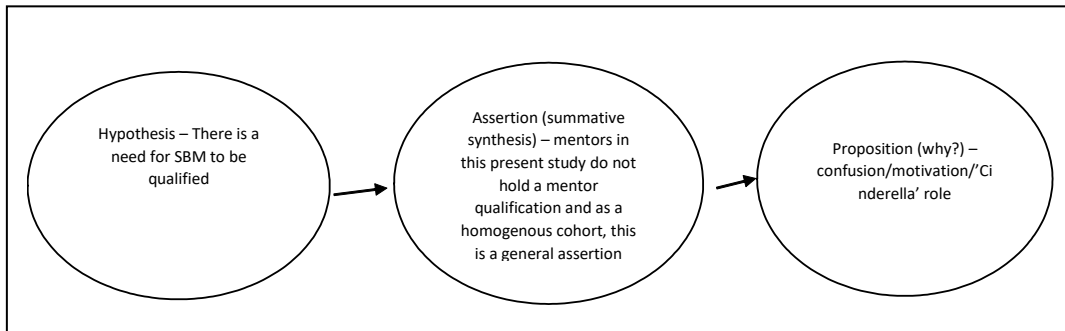 Hypothesis – There is a
need for SBM to be
qualified
Assertion (summative
synthesis) – mentors in
this present study do not
hold a mentor
qualification and as a
homogenous cohort, this
is a general assertion
Proposition (why?) –
confusion/motivation/’Ci
nderella’ role